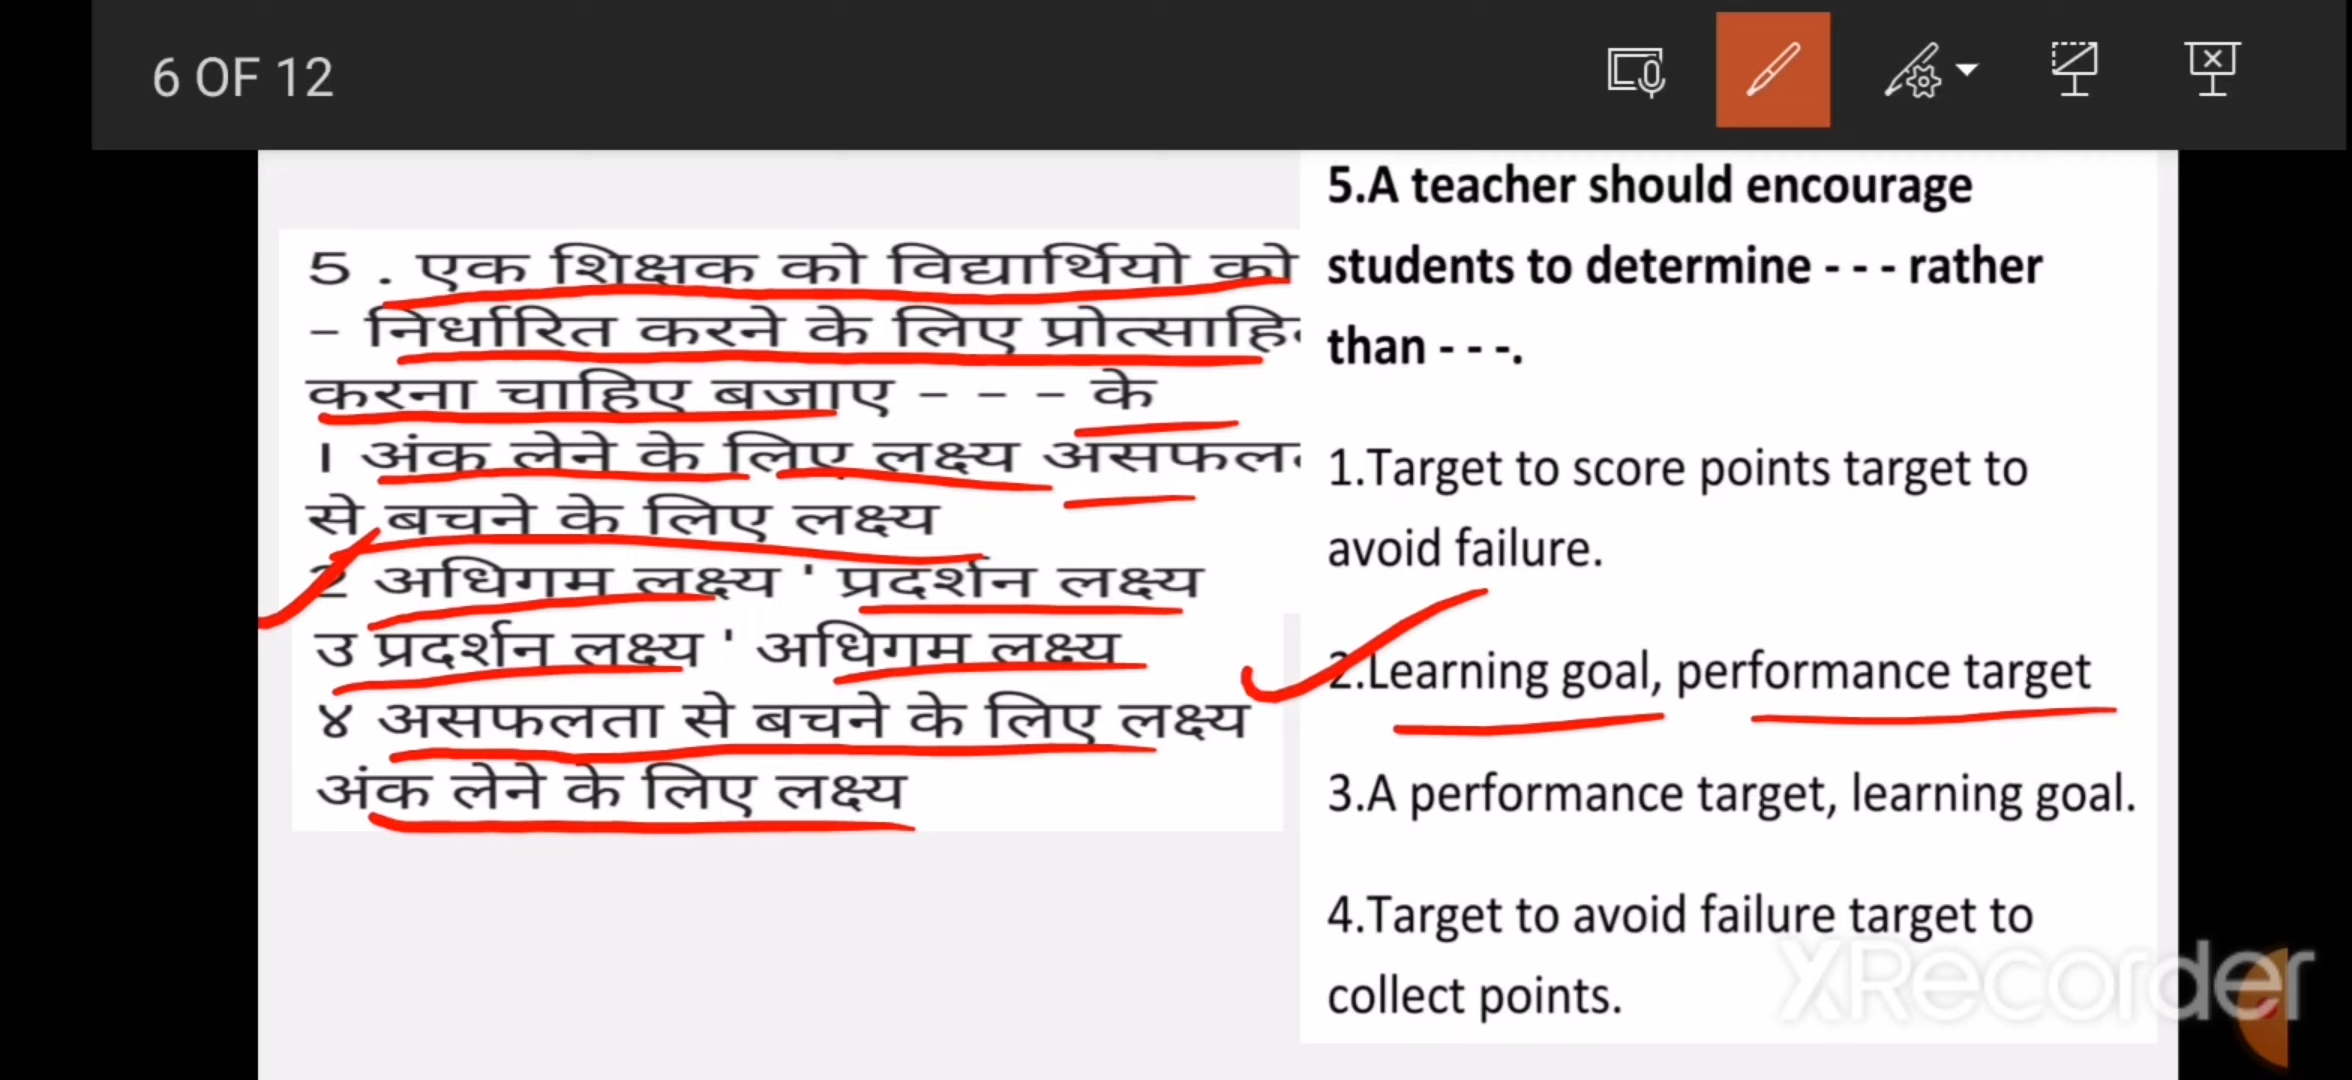 6 OF 12
5 . एक शिक्षक को विद्यार्थियो को
- निर्धारित करने के लिए
करना चाहिए बजाए - - - के
। अंक लेने के लिए लक्ष्य
से बचने के लिए लक्ष्य
2 अधिगम लक्ष्य ' प्रदर्शन लक्ष्य
उ प्रदर्शन लक्ष्य ' अधिगम लक्ष्य
४ असफलता से बचने के लिए लक्ष्य
अंक लेने के लिए लक्ष्य
5.A teacher should encourage
students to determine - - - rather
than - - -.
1.Target to score points target to
avoid failure.
2.Learning goal, performance target
3.A performance target, learning goal.
4.Target to avoid failure target to
collect points.
XRecorder